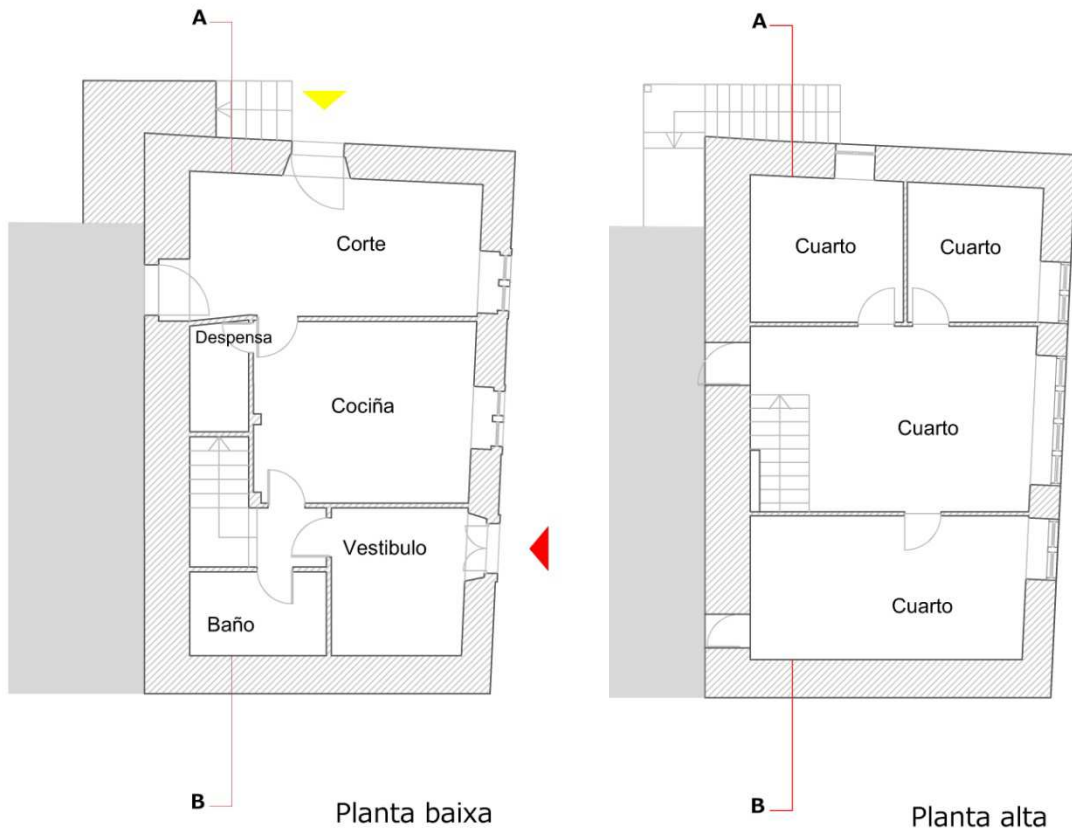 A
Corte
Despensa
Cociña
Vestibulo
Baño
B
Planta baixa
A
Cuarto
Cuarto
Cuarto
Cuarto
B
Planta alta